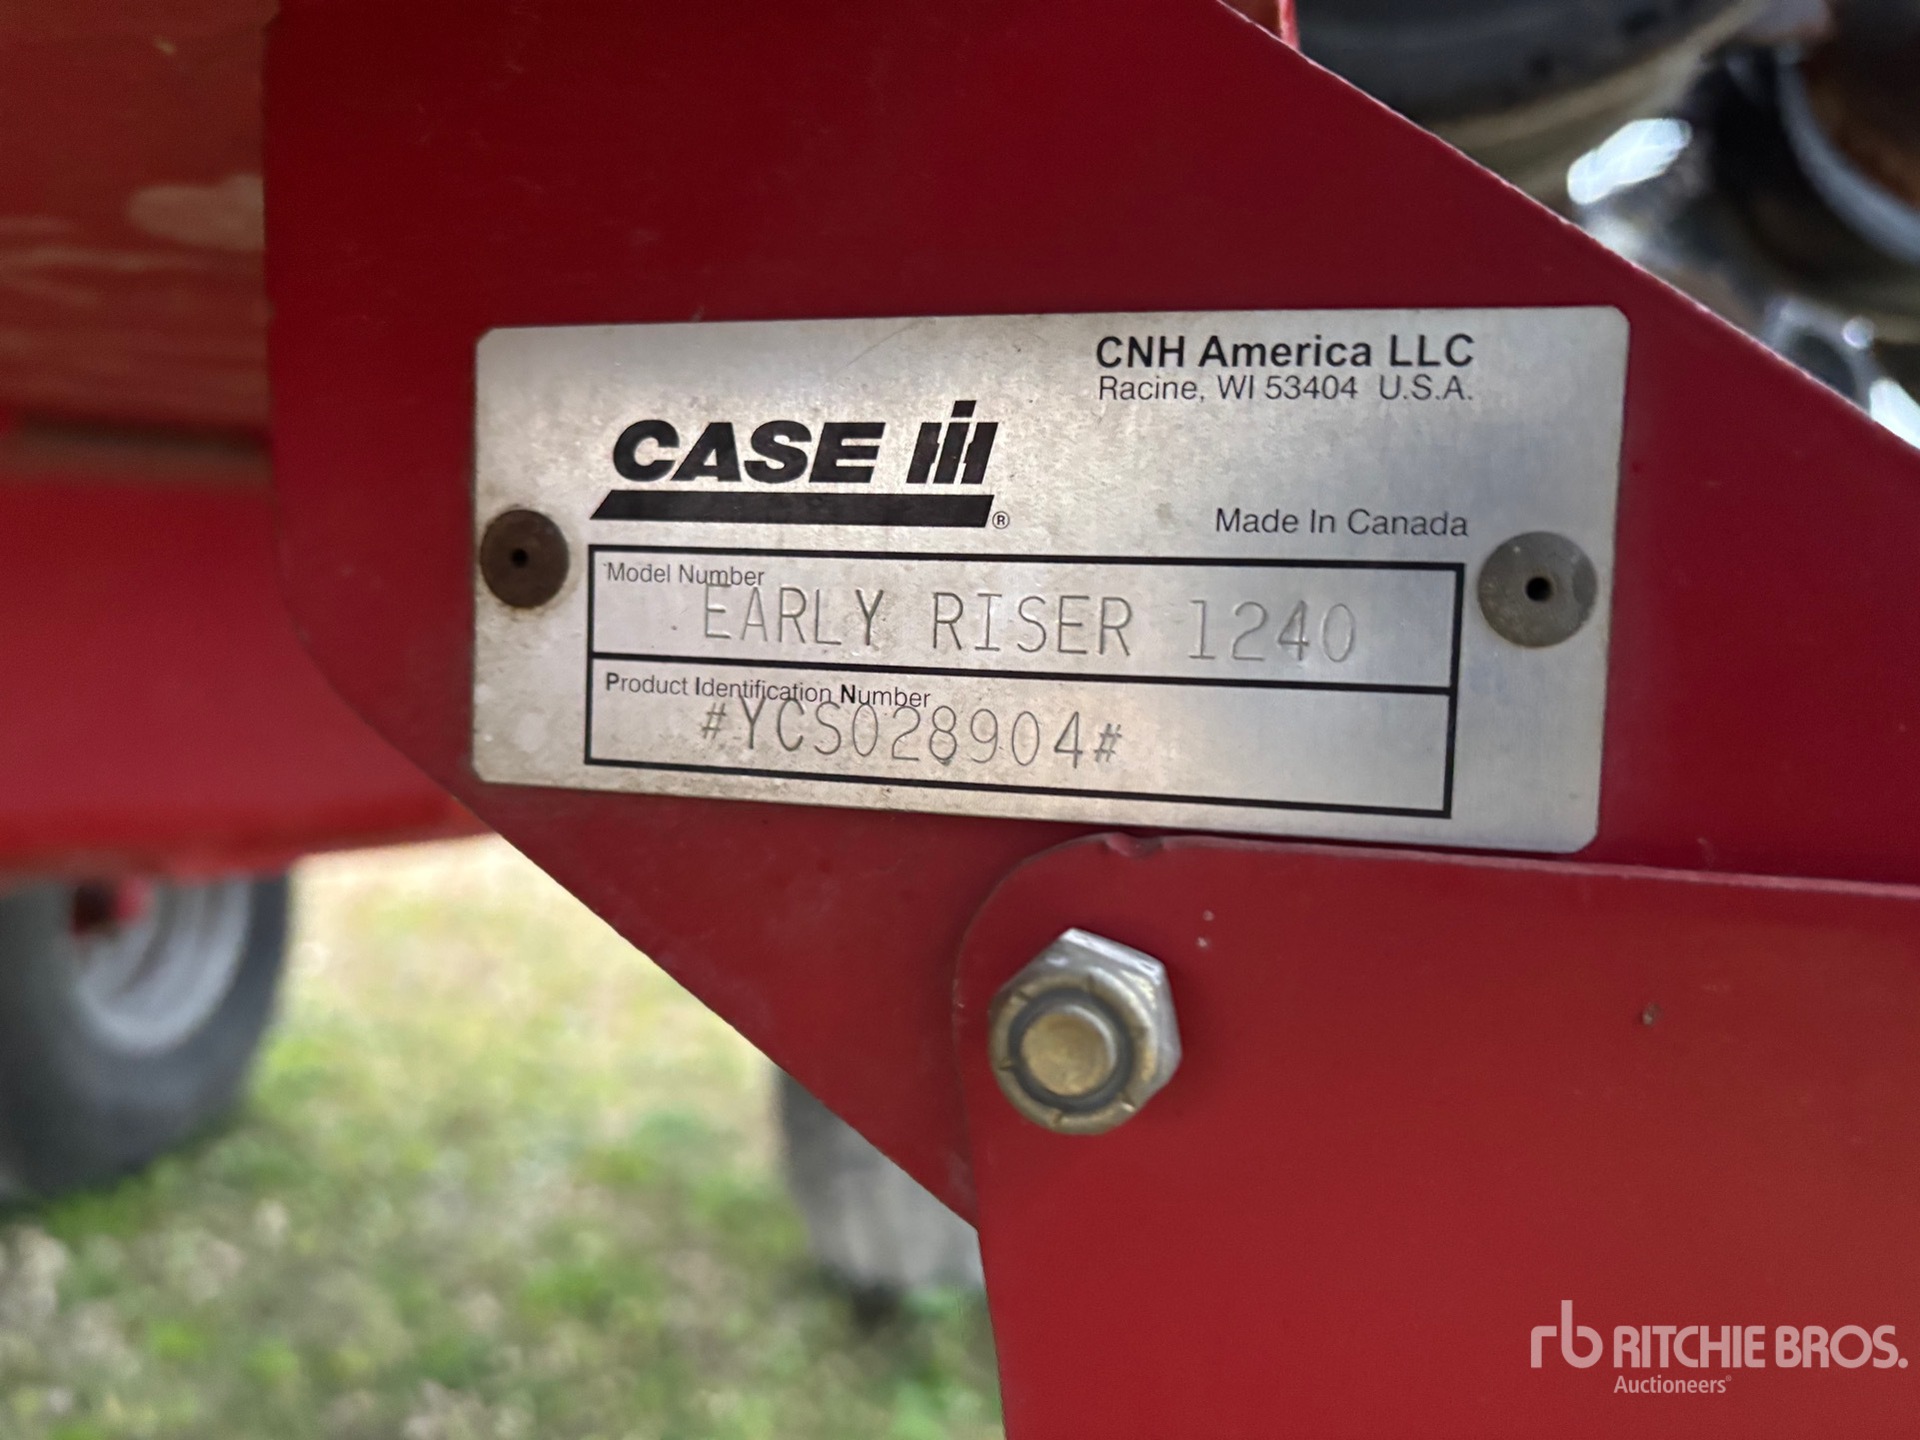 CNH America LLC
Racine, WI 53404 U.S.A.
CASE IH®
Made In Canada
Model Number
EARLY RISER 1240
Product Identification Number
#YCS028904#
rb RITCHIE BROS.
Auctioneers®